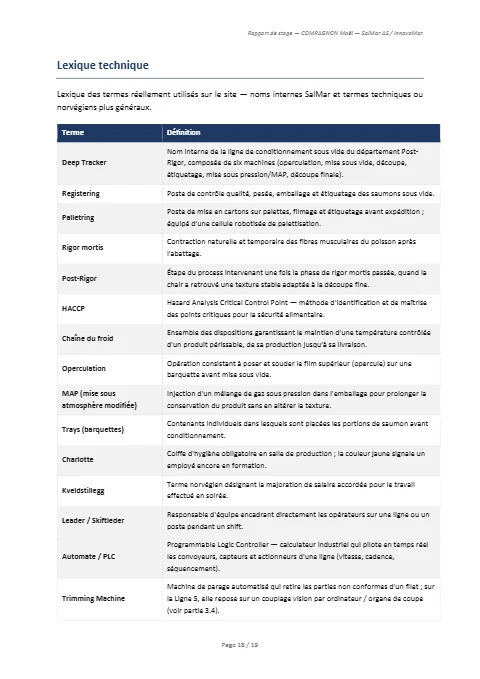 Rapport de stage — COMPAGNON Maël — SalMar AS / InnovaMar
Lexique technique
Lexique des termes réellement utilisés sur le site — noms internes SalMar et termes techniques ou
norvégiens plus généraux.
Terme Définition
Deep Tracker
Nom interne de la ligne de conditionnement sous vide du département Post-
Rigor, composée de six machines (operculation, mise sous vide, découpe,
étiquetage, mise sous pression/MAP, découpe finale).
Registering
Poste de contrôle qualité, pesée, emballage et étiquetage des saumons sous vide.
Palletring
Poste de mise en cartons sur palettes, filmage et étiquetage avant expédition ;
équipé d'une cellule robotisée de palettisation.
Rigor mortis
Contraction naturelle et temporaire des fibres musculaires du poisson après
l'abattage.
Post-Rigor
Étape du process intervenant une fois la phase de rigor mortis passée, quand la
chair a retrouvé une texture stable adaptée à la découpe fine.
HACCP
Hazard Analysis Critical Control Point — méthode d'identification et de maîtrise
des points critiques pour la sécurité alimentaire.
Chaîne du froid
Ensemble des dispositions garantissant le maintien d'une température contrôlée
d'un produit périssable, de sa production jusqu'à sa livraison.
Operculation
Opération consistant à poser et souder le film supérieur (opercule) sur une
barquette avant mise sous vide.
MAP (mise sous
atmosphère modifiée)
Injection d'un mélange de gaz sous pression dans l'emballage pour prolonger la
conservation du produit sans en altérer la texture.
Trays (barquettes)
Contenants individuels dans lesquels sont placées les portions de saumon avant
conditionnement.
Charlotte
Coiffe d'hygiène obligatoire en salle de production ; la couleur jaune signale un
employé encore en formation.
Kveldstillegg
Terme norvégien désignant la majoration de salaire accordée pour le travail
effectué en soirée.
Leader / Skiftleder
Responsable d'équipe encadrant directement les opérateurs sur une ligne ou un
poste pendant un shift.
Automate / PLC
Programmable Logic Controller — calculateur industriel qui pilote en temps réel
les convoyeurs, capteurs et actionneurs d'une ligne (vitesse, cadence,
séquencement).
Trimming Machine
Machine de parage automatisé qui retire les parties non conformes d'un filet ; sur
la Ligne 5, elle repose sur un couplage vision par ordinateur / organe de coupe
(voir partie 3.4).
Page 18 / 19